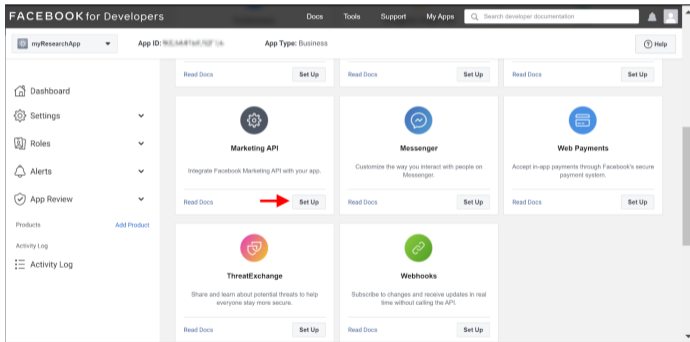 FACEBOOK for Developers
Docs Tools Support My Apps Search developer documentation
myResearchApp App ID: App Type: Business Help
Read Docs Set Up Read Docs Set Up Read Docs Set Up
Dashboard
Settings
Roles
Alerts
App Review
Products Add Product
Activity Log
Activity Log
Marketing API
Integrate Facebook Marketing API with your app.
Read Docs Set Up
Messenger
Customize the way you interact with people on
Messenger.
Read Docs Set Up
Web Payments
Accept in-app payments through Facebook's secure
payment system.
Read Docs Set Up
ThreatExchange
Share and learn about potential threats to help
everyone stay more secure.
Read Docs Set Up
Webhooks
Subscribe to changes and receive updates in real
time without calling the API.
Read Docs Set Up